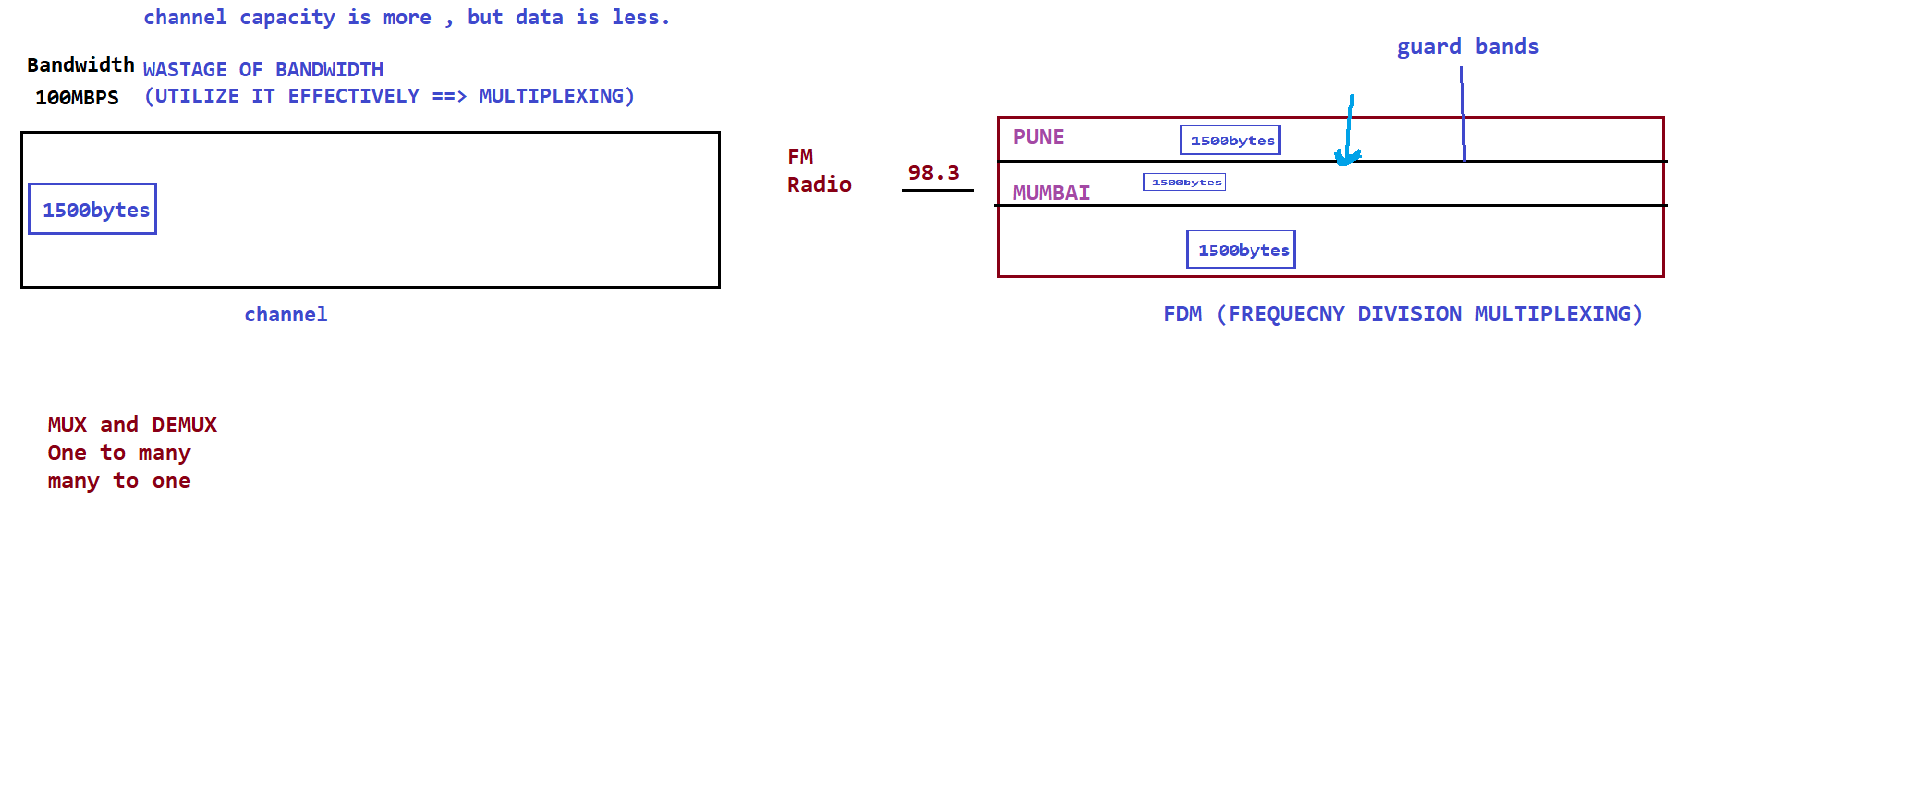 channel capacity is more , but data is less.
Bandwidth
100MBPS
WASTAGE OF BANDWIDTH
(UTILIZE IT EFFECTIVELY ==> MULTIPLEXING)
1500bytes
channel
FM
Radio
98.3
guard bands
PUNE
1500bytes
MUMBAI
1500bytes
1500bytes
FDM (FREQUECNY DIVISION MULTIPLEXING)
MUX and DEMUX
One to many
many to one